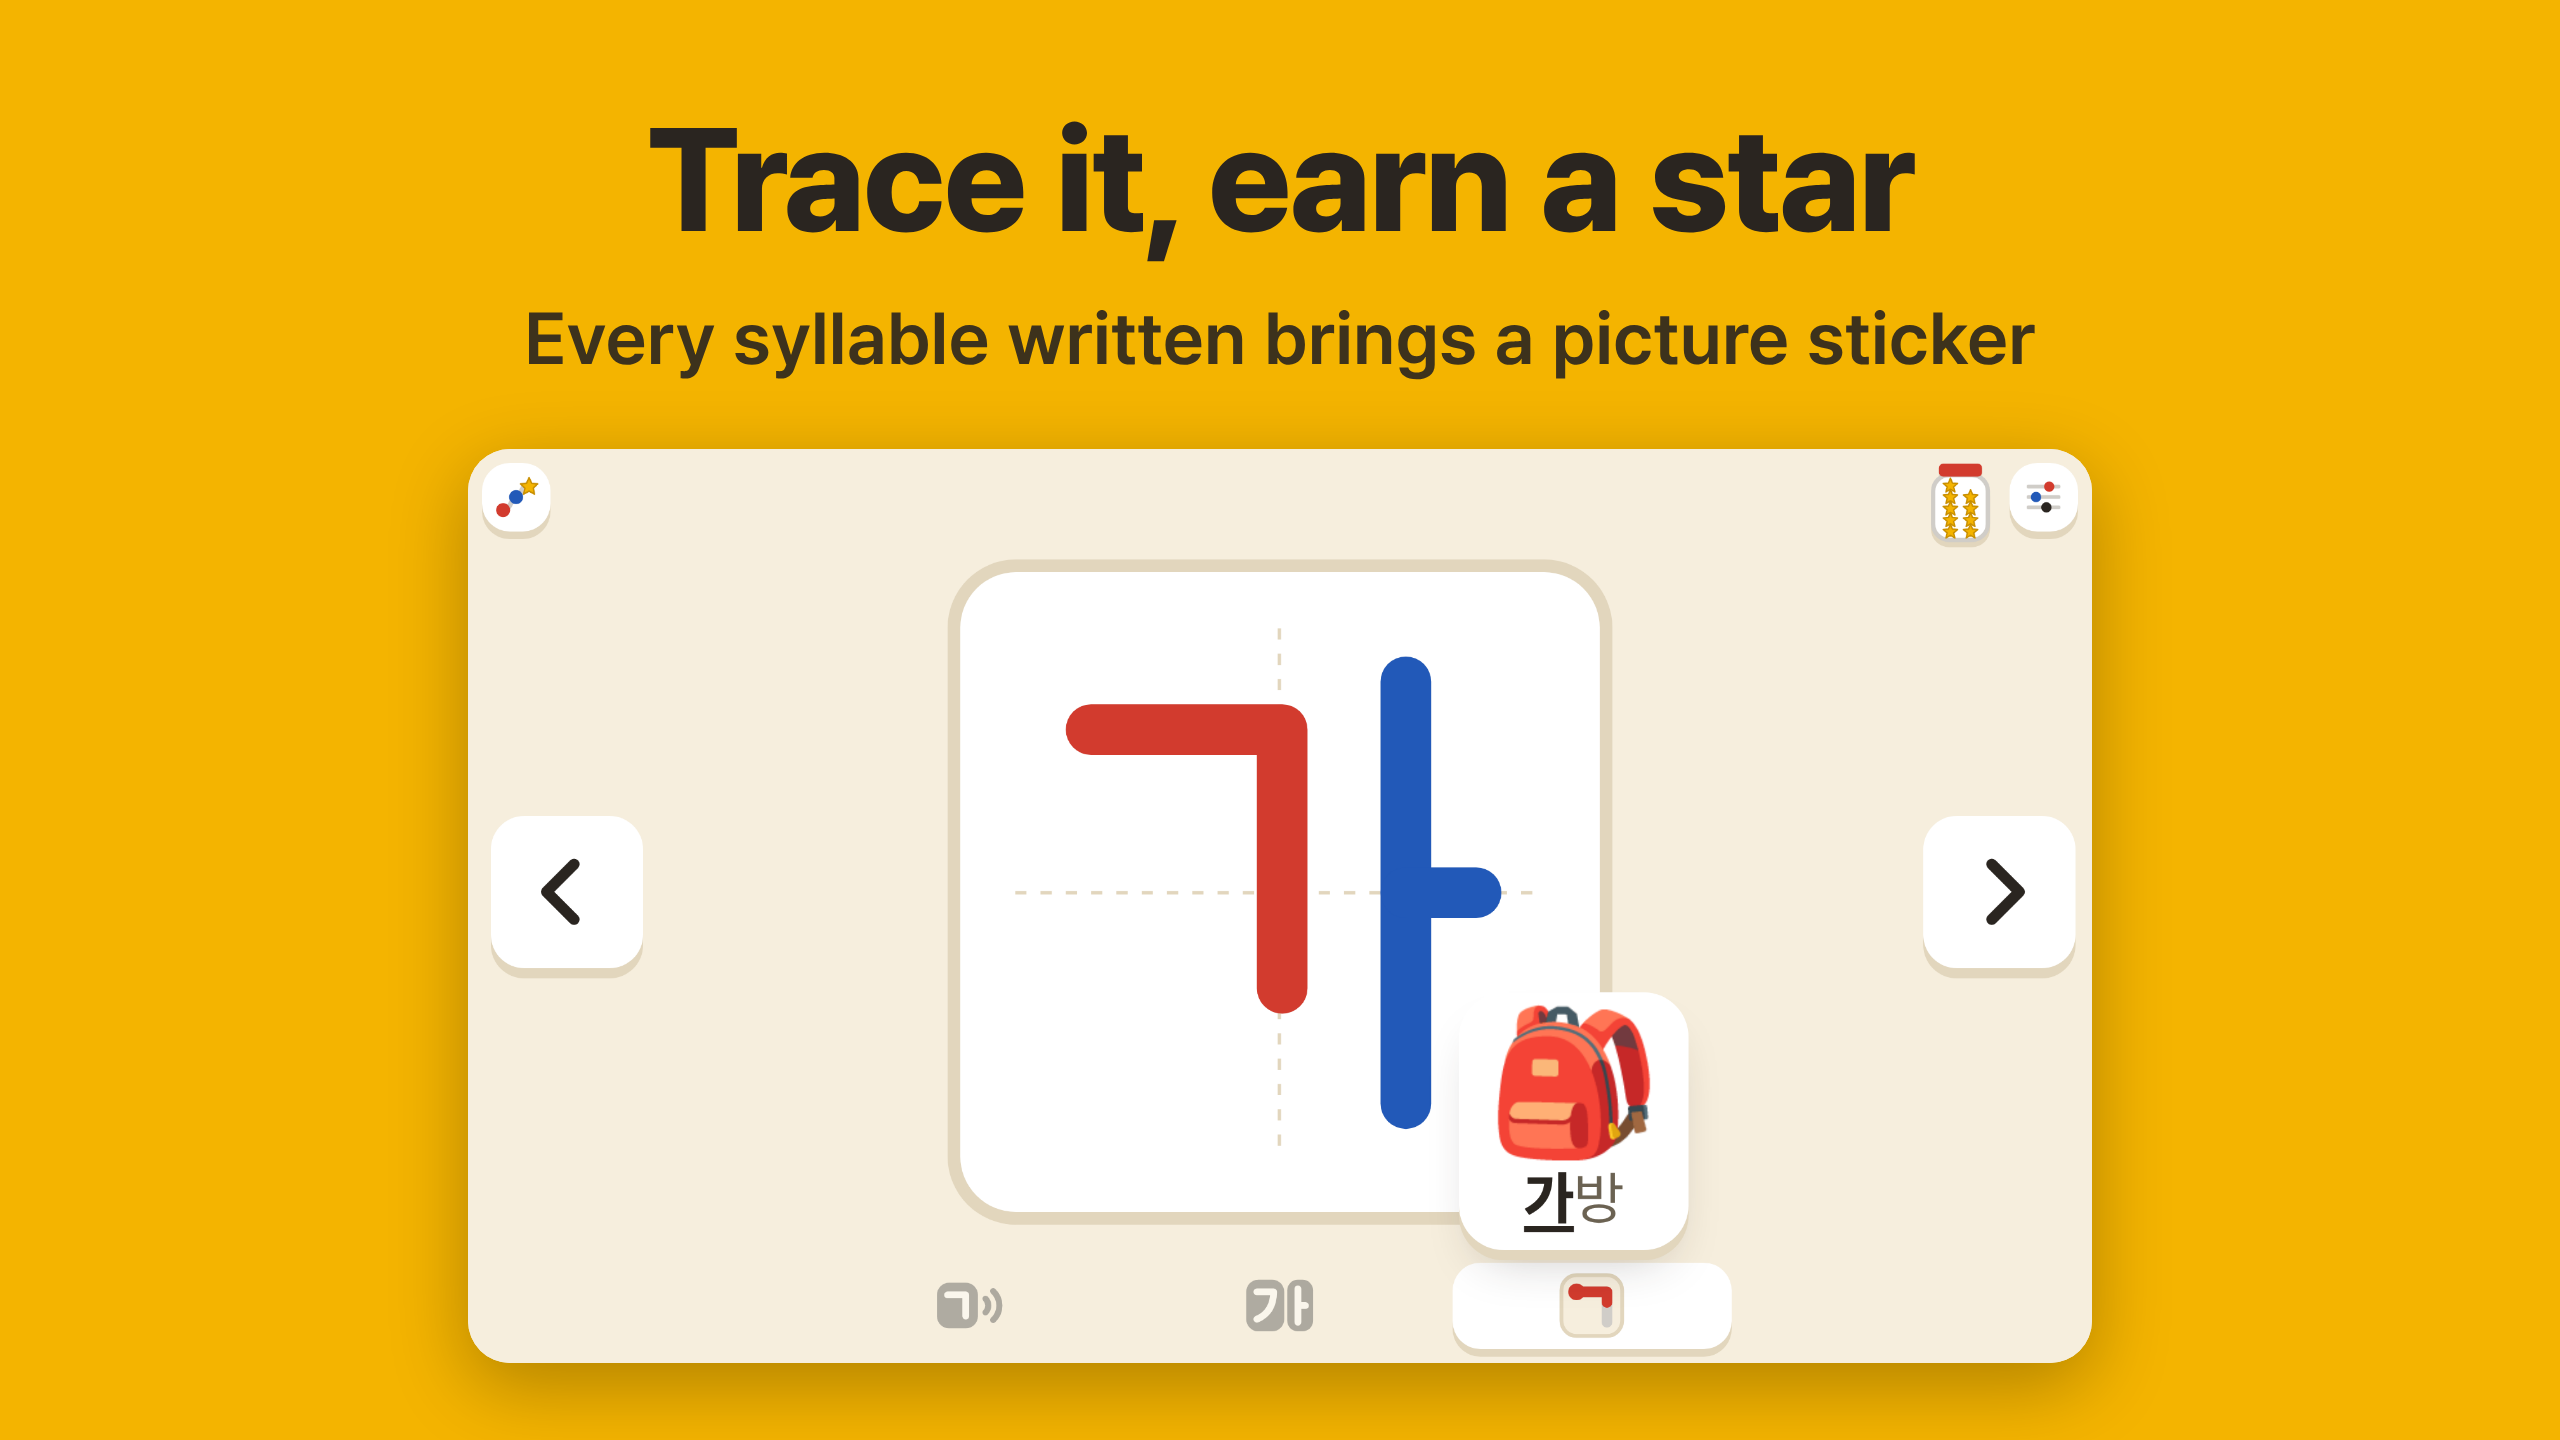 Trace it, earn a star
Every syllable written brings a picture sticker
가
가방
ㄱ 가 ㄱ